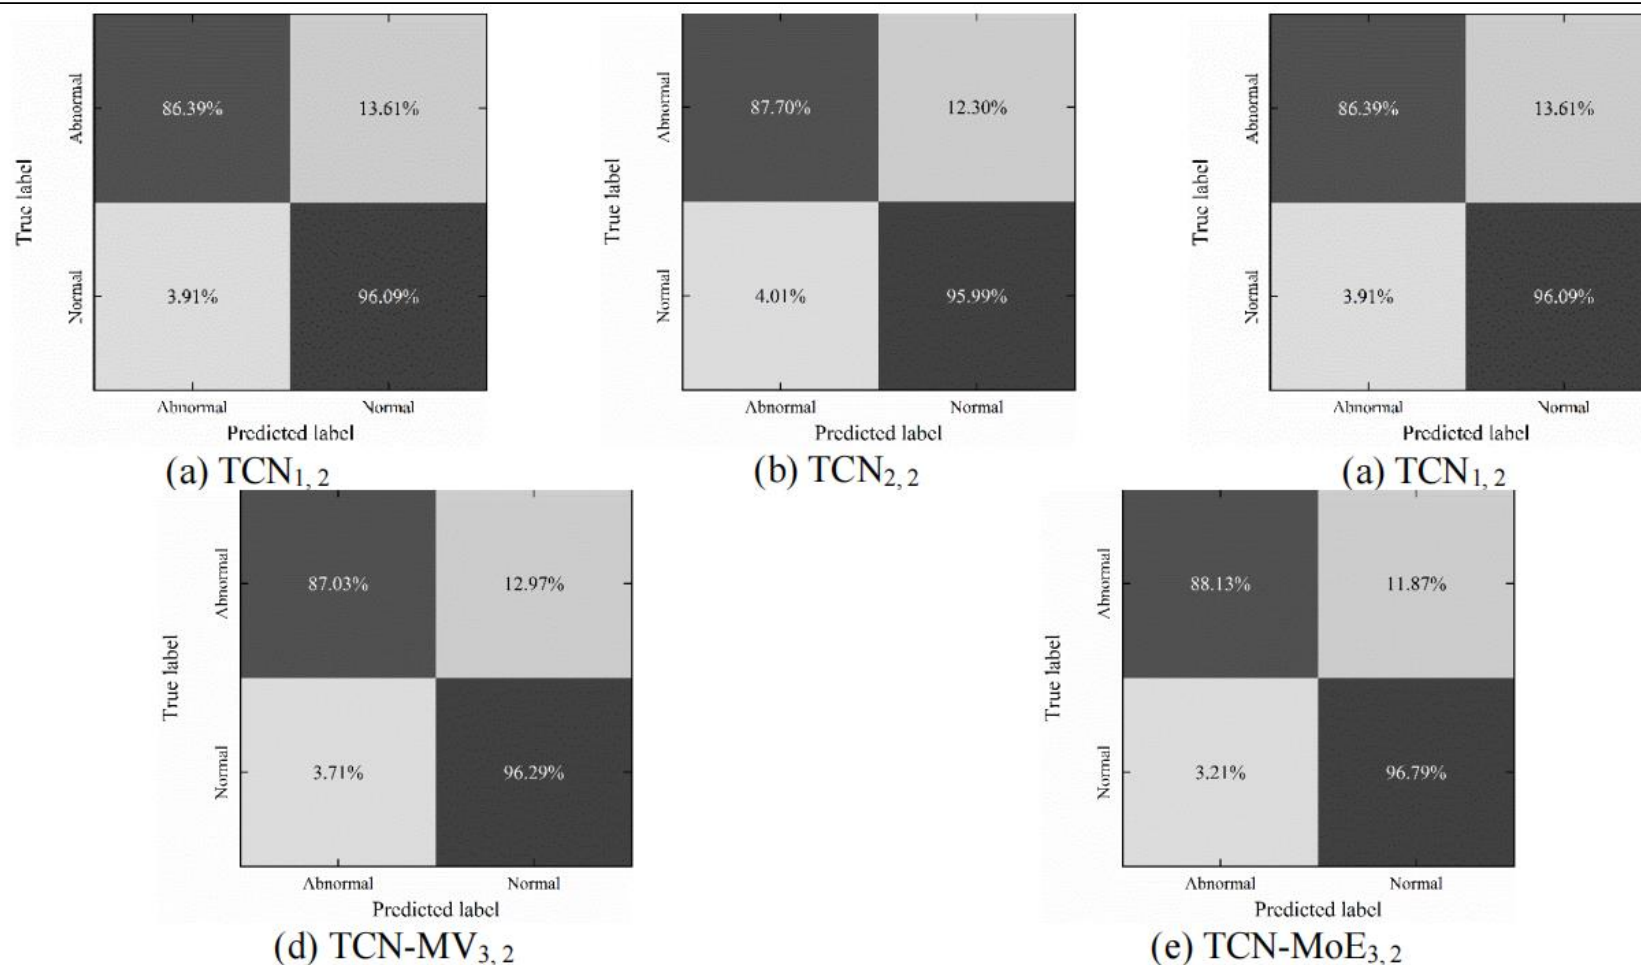 True label
Abnormal
Normal
86.39%
13.61%
3.91%
96.09%
Abnormal
Normal
Predicted label
(a) TCN1, 2
True label
Abnormal
Normal
87.70%
12.30%
4.01%
95.99%
Abnormal
Normal
Predicted label
(b) TCN2, 2
True label
Abnormal
Normal
86.39%
13.61%
3.91%
96.09%
Abnormal
Normal
Predicted label
(a) TCN1, 2
True label
Abnormal
Normal
87.03%
12.97%
3.71%
96.29%
Abnormal
Normal
Predicted label
(d) TCN-MV3, 2
True label
Abnormal
Normal
88.13%
11.87%
3.21%
96.79%
Abnormal
Normal
Predicted label
(e) TCN-MoE3, 2